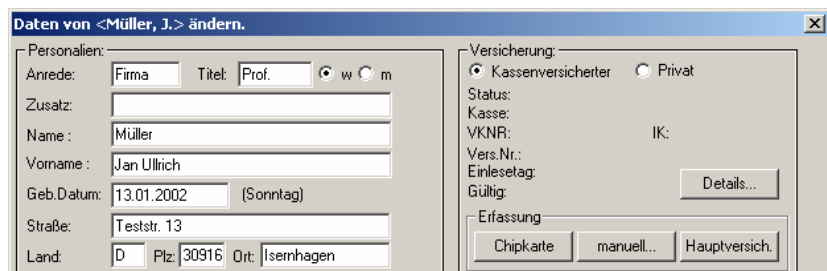 Daten von <Müller, J.> ändern.
Personalien:
Anrede: Firma Titel: Prof. w m
Zusatz:
Name : Müller
Vorname : Jan Ullrich
Geb.Datum: 13.01.2002 (Sonntag)
Straße: Teststr. 13
Land: D Plz: 30916 Ort: Isernhagen
Versicherung:
Kassenversicherter Privat
Status:
Kasse:
VKNR: IK:
Vers.Nr.:
Einlesetag:
Gültig:
Details...
Erfassung
Chipkarte manuell... Hauptversich.